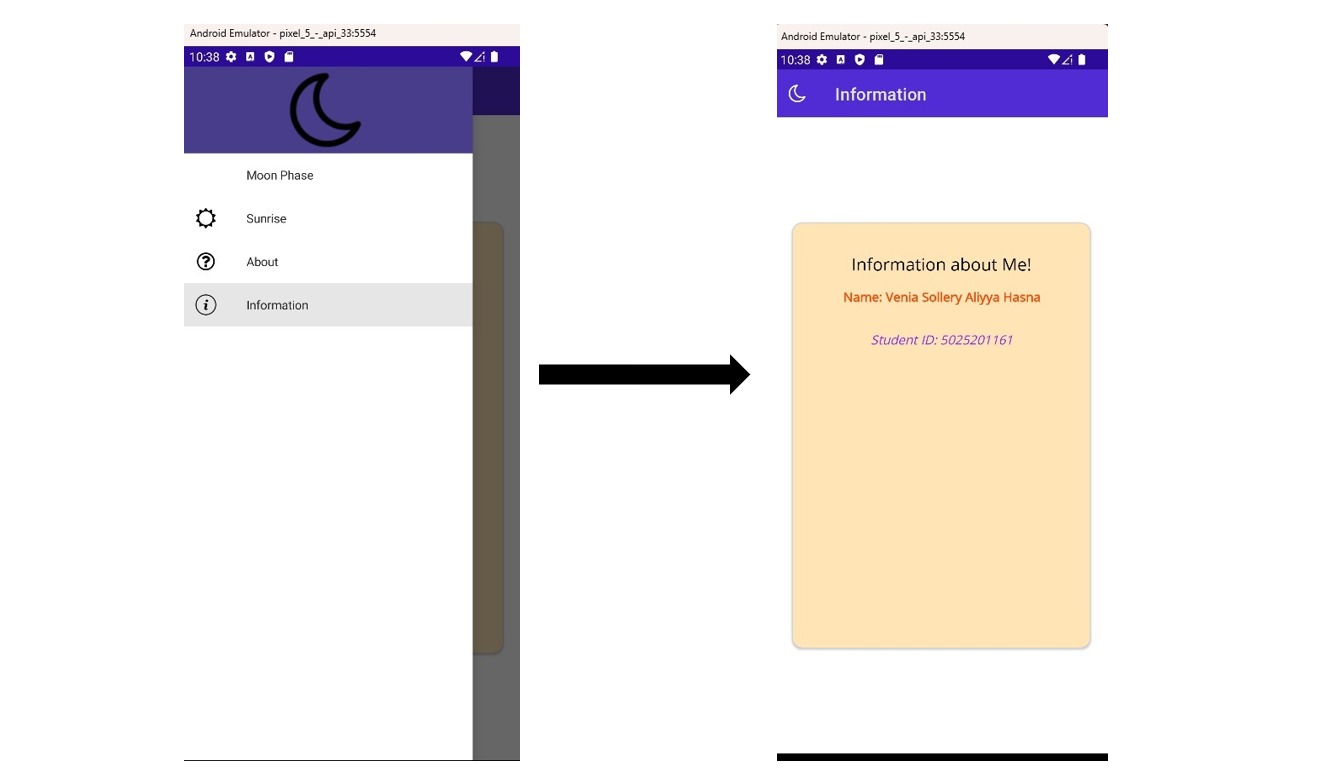 Android Emulator - pixel_5_-_api_33:5554
10:38
Moon Phase
Sunrise
About
Information
Android Emulator - pixel_5_-_api_33:5554
10:38
Information
Information about Me!
Name: Venia Sollery Aliyya Hasna
Student ID: 5025201161